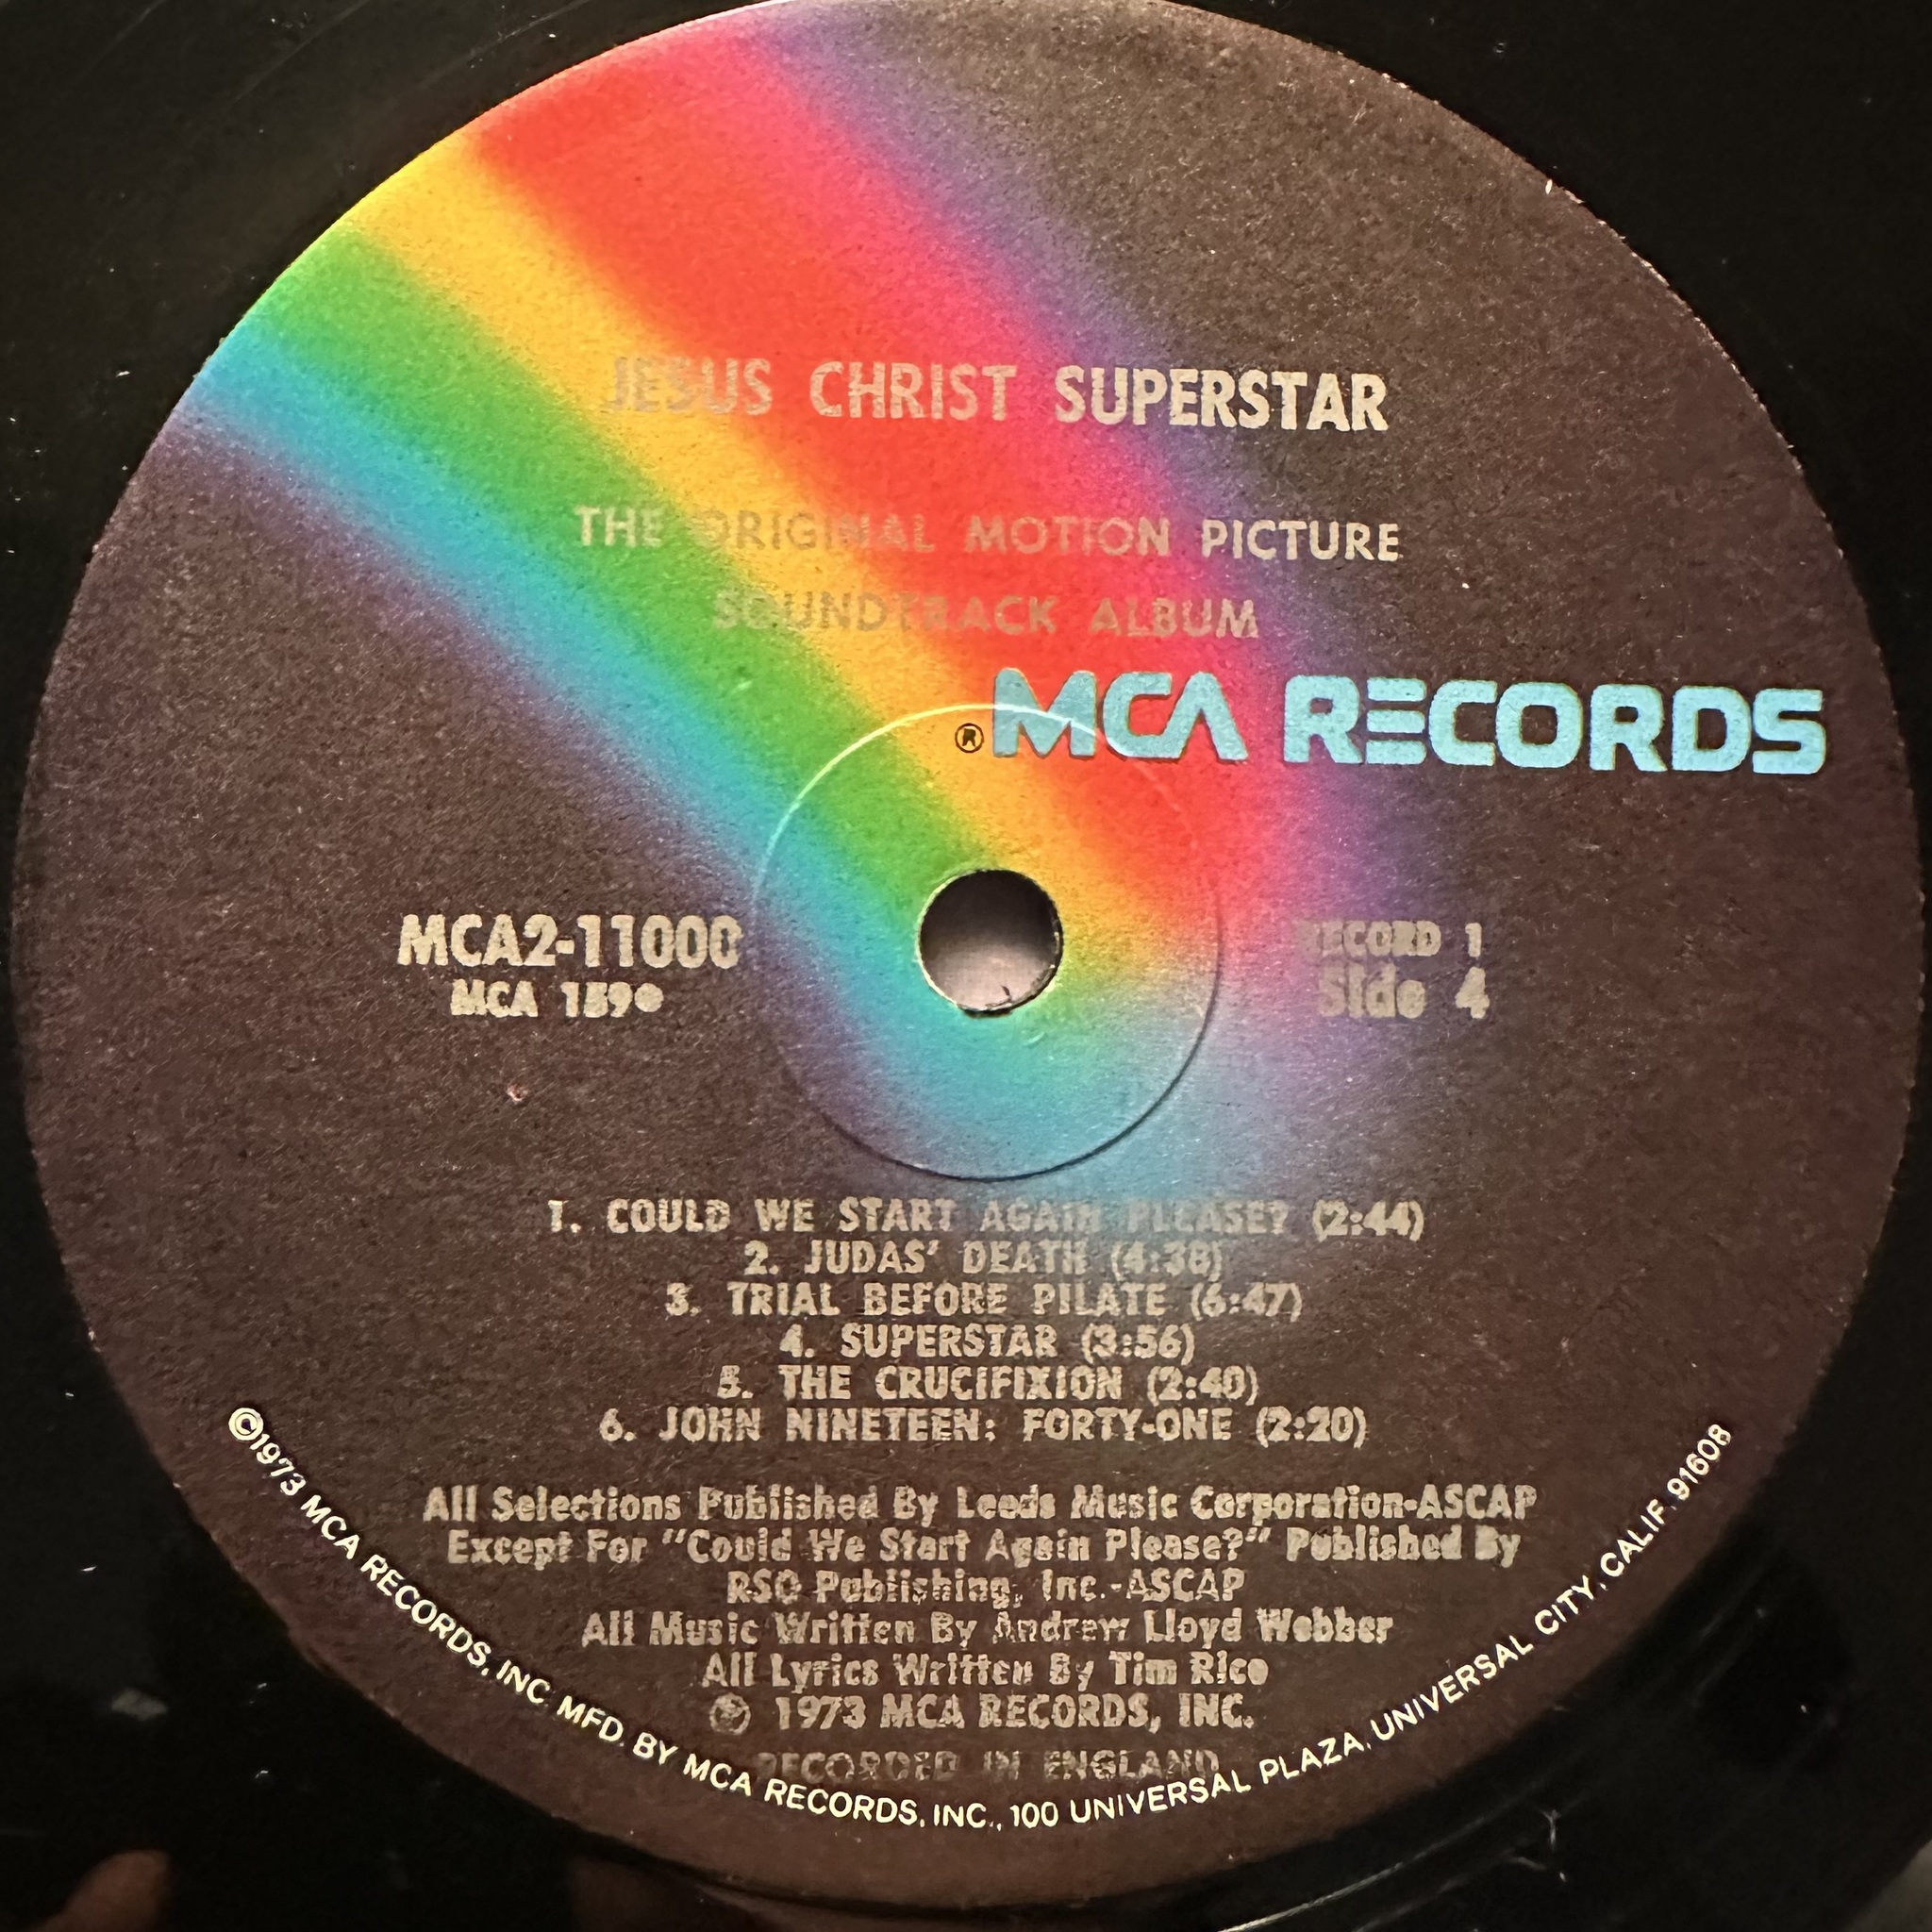 JESUS CHRIST SUPERSTAR
THE ORIGINAL MOTION PICTURE
SOUNDTRACK ALBUM
® MCA RECORDS
MCA2-11000
MCA 1590
RECORD 1
Side 4
1. COULD WE START AGAIN PLEASE? (2:44)
2. JUDAS' DEATH (4:38)
3. TRIAL BEFORE PILATE (6:47)
4. SUPERSTAR (3:56)
5. THE CRUCIFIXION (2:40)
6. JOHN NINETEEN: FORTY-ONE (2:20)
All Selections Published By Leeds Music Corporation-ASCAP
Except For "Could We Start Again Please?" Published By
RSO Publishing, Inc.-ASCAP
All Music Written By Andrew Lloyd Webber
All Lyrics Written By Tim Rice
℗ 1973 MCA RECORDS, INC.
RECORDED IN ENGLAND
©1973 MCA RECORDS, INC. MFD. BY MCA RECORDS, INC., 100 UNIVERSAL PLAZA, UNIVERSAL CITY, CALIF. 91608